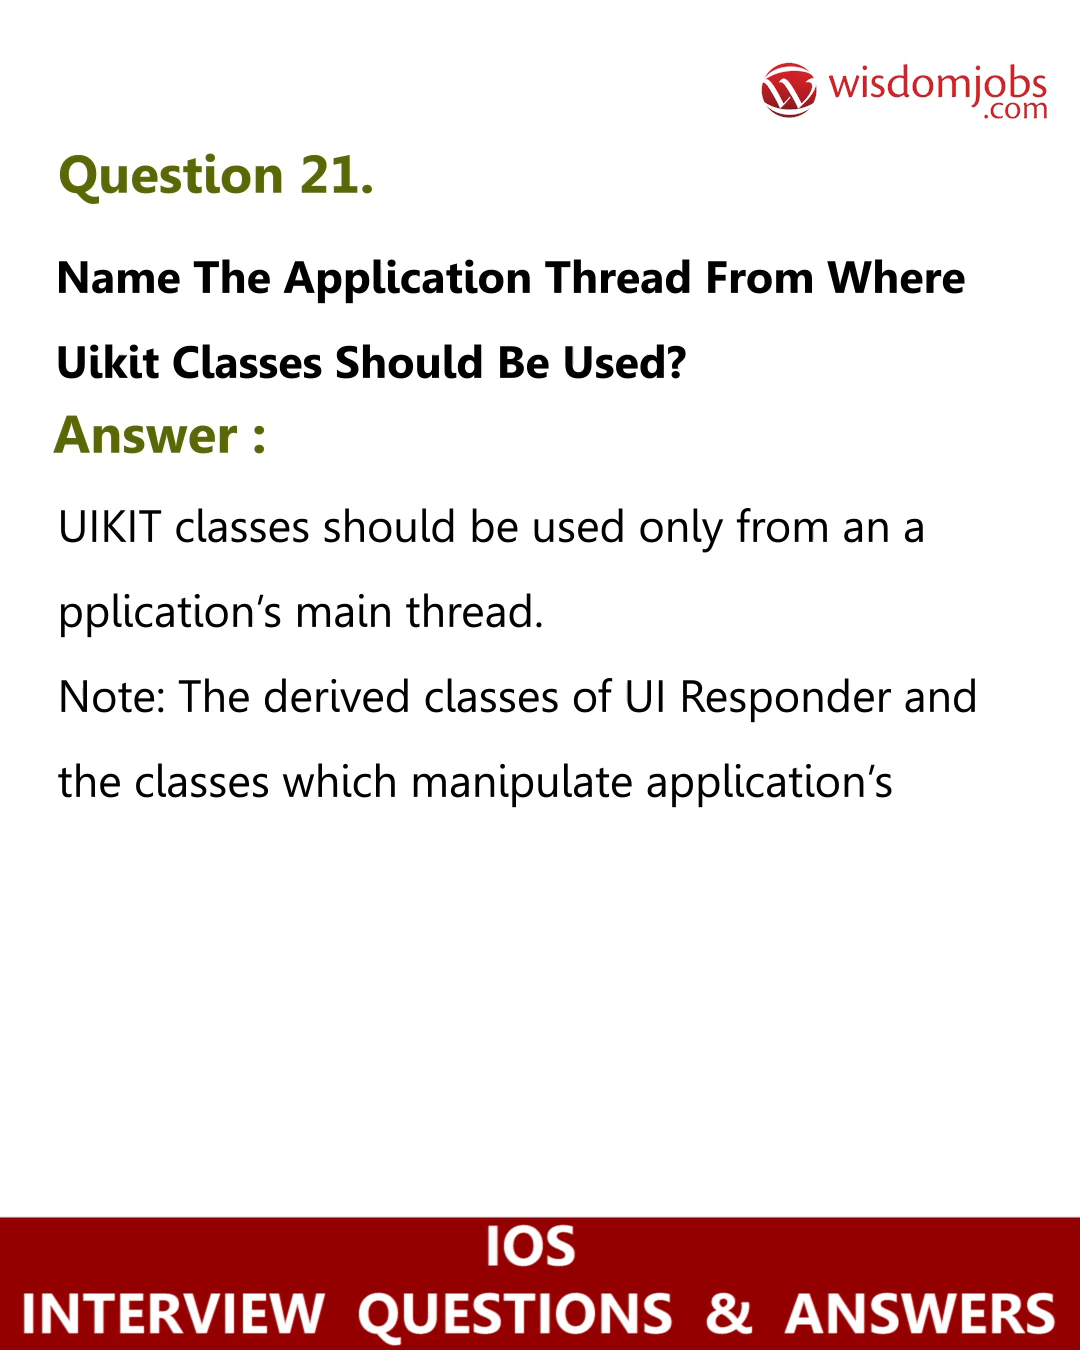 wisdomjobs
.com
Question 21.
Name The Application Thread From Where
Uikit Classes Should Be Used?
Answer :
UIKIT classes should be used only from an a
pplication’s main thread.
Note: The derived classes of UI Responder and
the classes which manipulate application’s
IOS
INTERVIEW QUESTIONS & ANSWERS